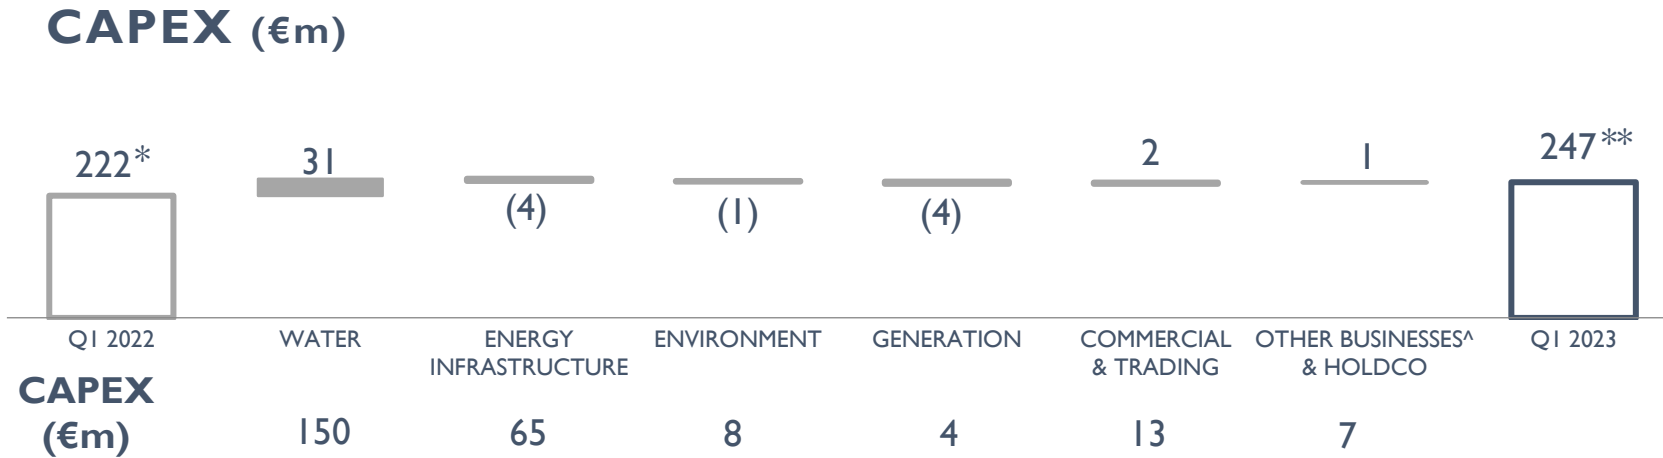 CAPEX (€m)
222* 31 (4) (1) (4) 2 1 247**
Q1 2022 WATER ENERGY INFRASTRUCTURE ENVIRONMENT GENERATION COMMERCIAL & TRADING OTHER BUSINESSES^ & HOLDCO Q1 2023
CAPEX
(€m) 150 65 8 4 13 7